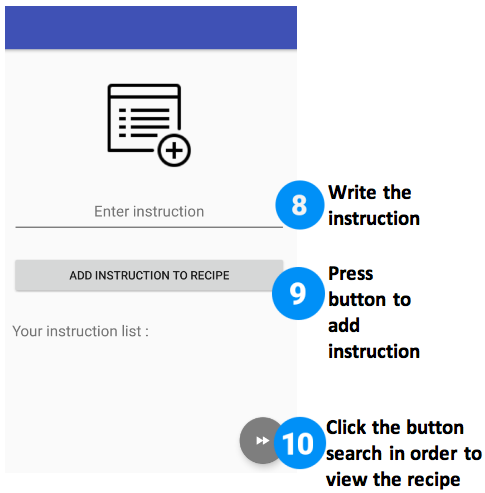 Enter instruction
8
Write the
instruction
ADD INSTRUCTION TO RECIPE
9
Press
button to
add
instruction
Your instruction list :
10
Click the button
search in order to
view the recipe